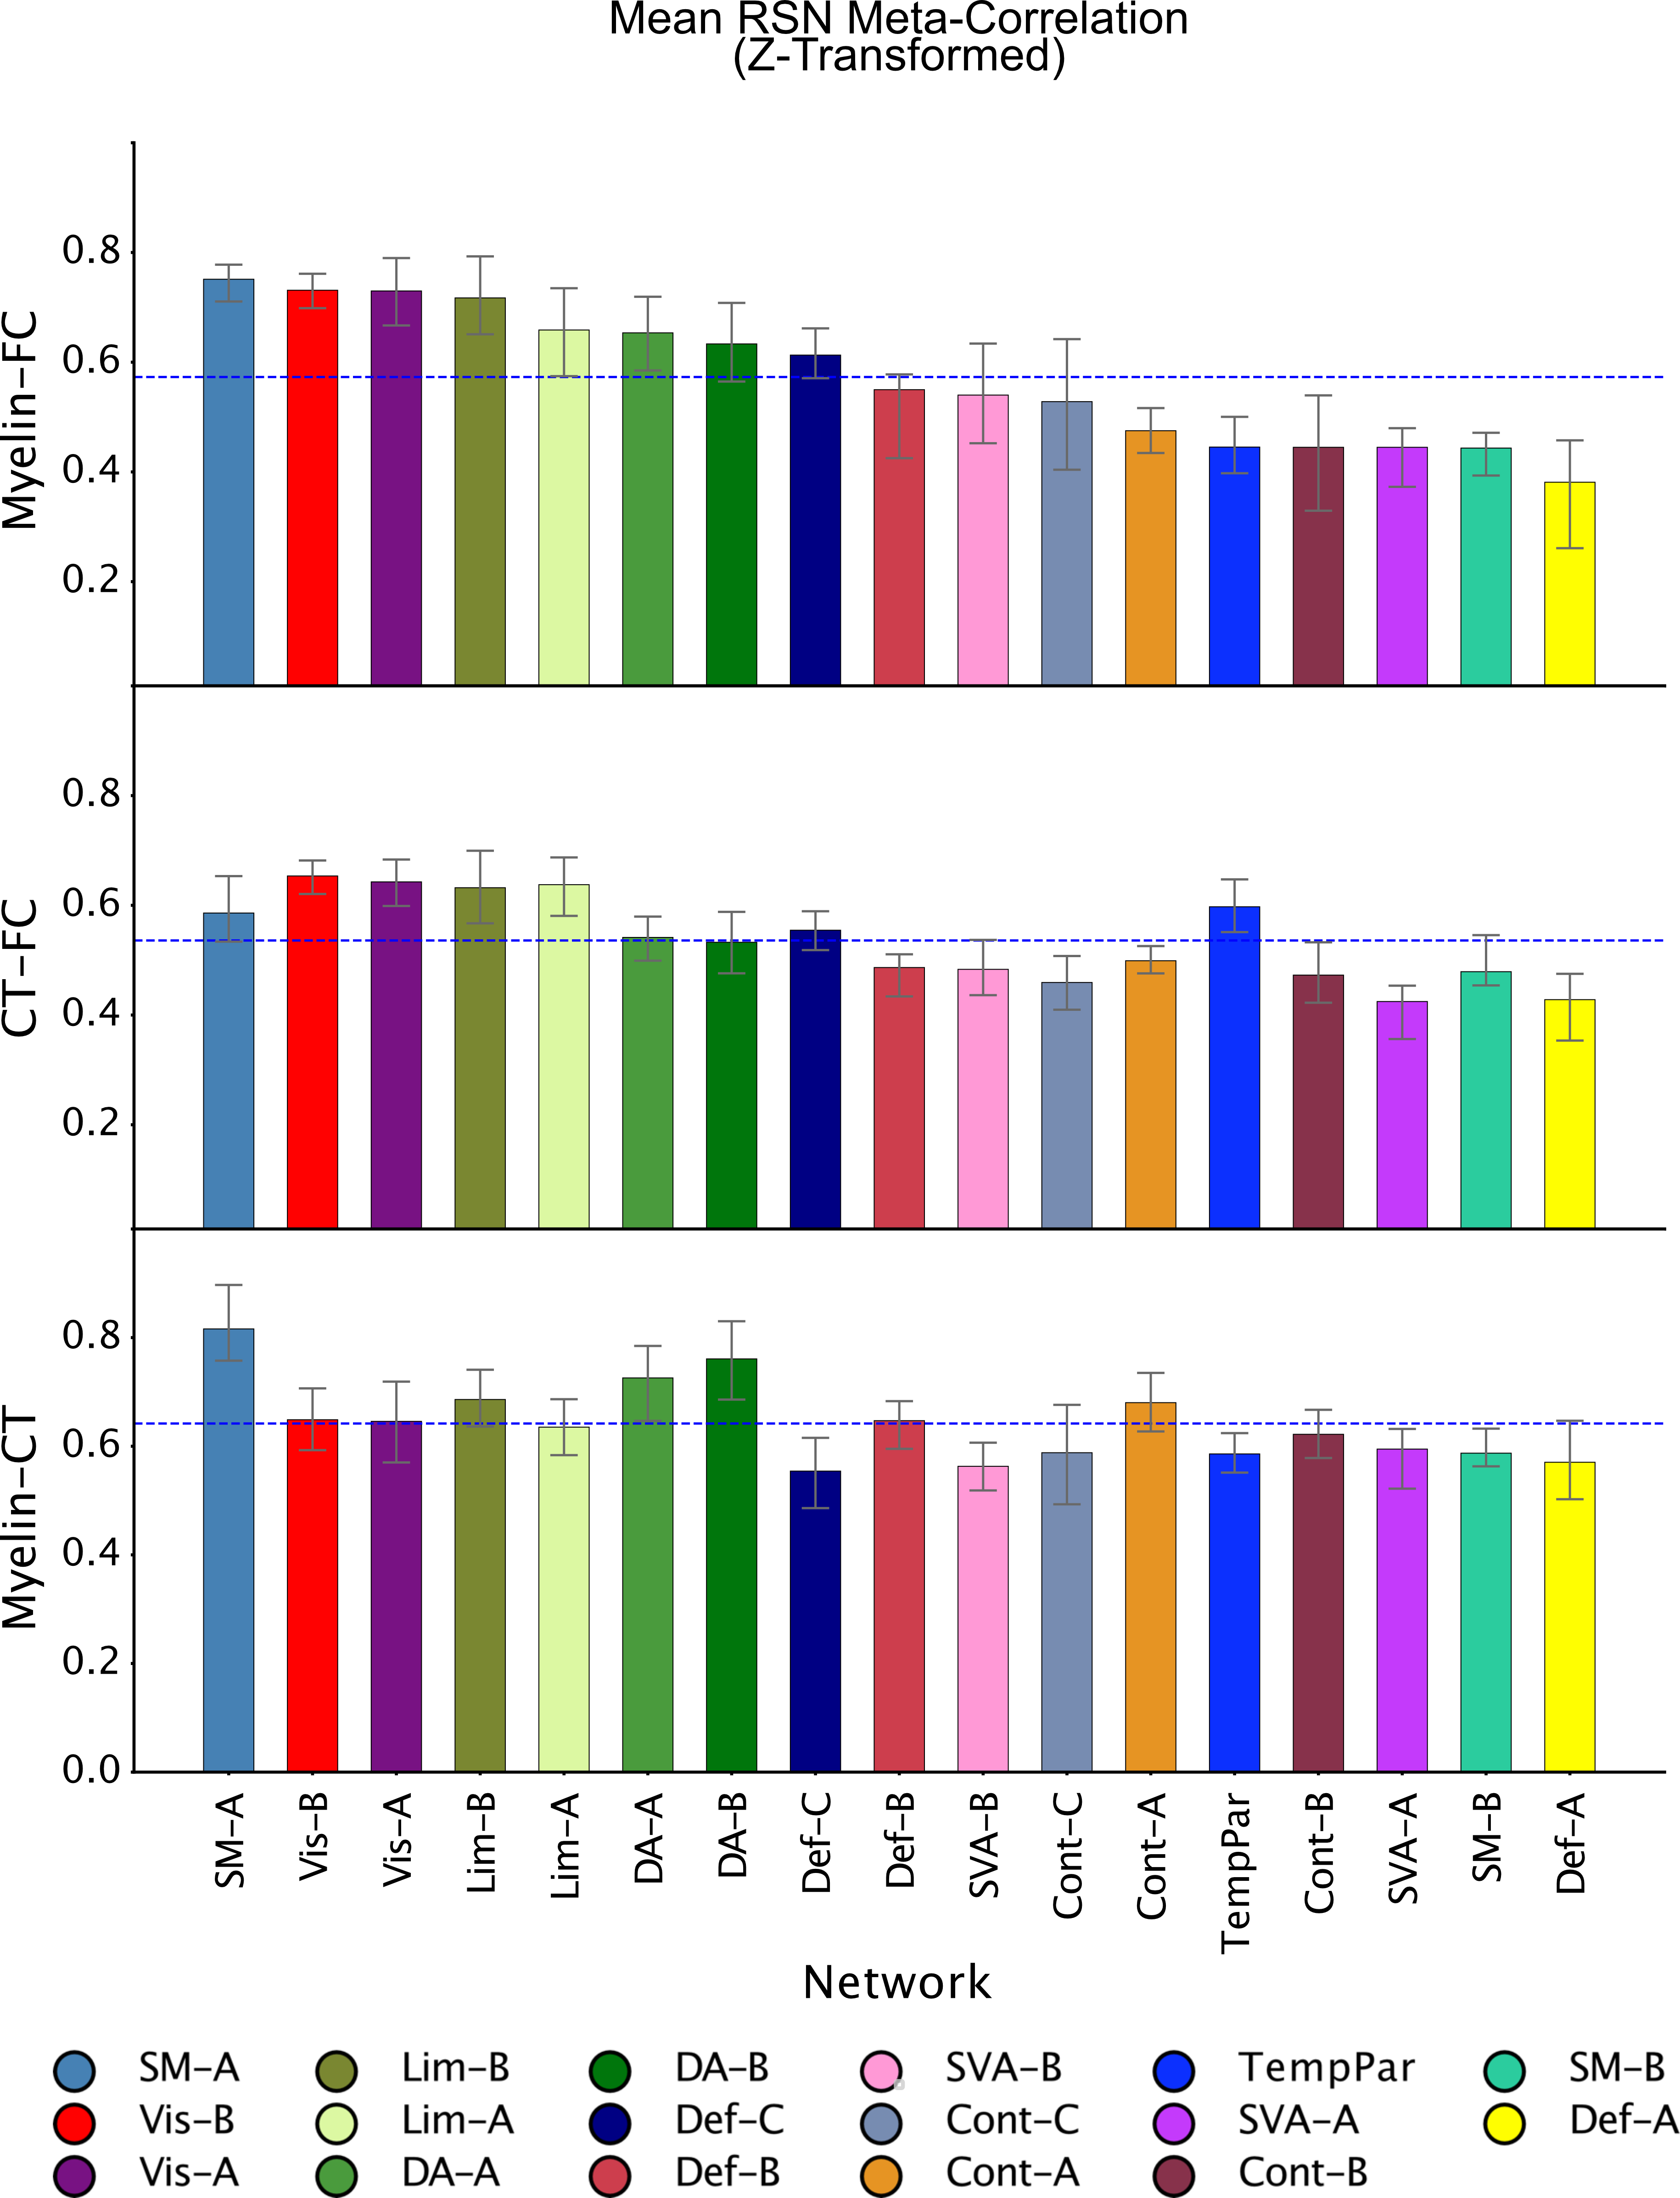 Mean RSN Meta-Correlation
(Z-Transformed)
Myelin–FC
0.8
0.6
0.4
0.2
CT–FC
0.8
0.6
0.4
0.2
Myelin–CT
0.8
0.6
0.4
0.2
0.0
SM–A
Vis–B
Vis–A
Lim–B
Lim–A
DA–A
DA–B
Def–C
Def–B
SVA–B
Cont–C
Cont–A
TempPar
Cont–B
SVA–A
SM–B
Def–A
Network
SM–A Lim–B DA–B SVA–B TempPar SM–B
Vis–B Lim–A Def–C Cont–C SVA–A Def–A
Vis–A DA–A Def–B Cont–A Cont–B